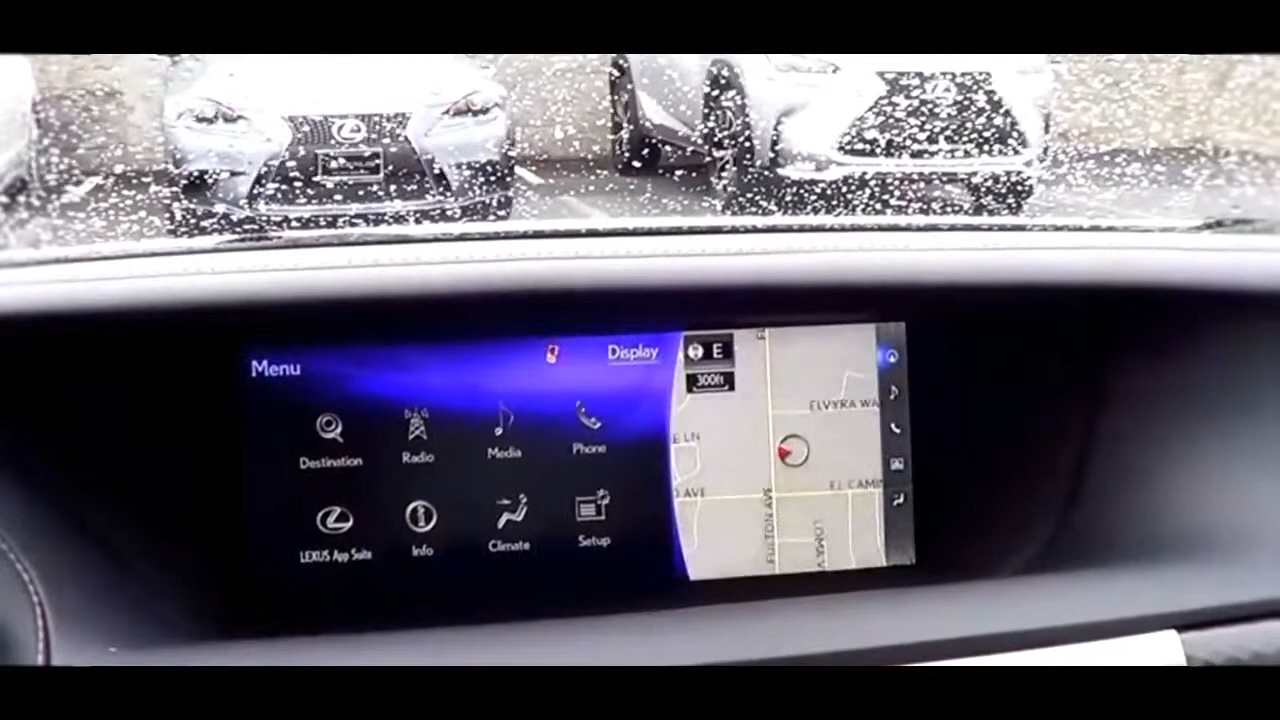 Menu
Display
Destination
Radio
Media
Phone
LEXUS App Suite
Info
Climate
Setup
E
300ft
ELVYRA WA
E LN
AVE
EL CAMIN
FULTON AVE
LOMA V